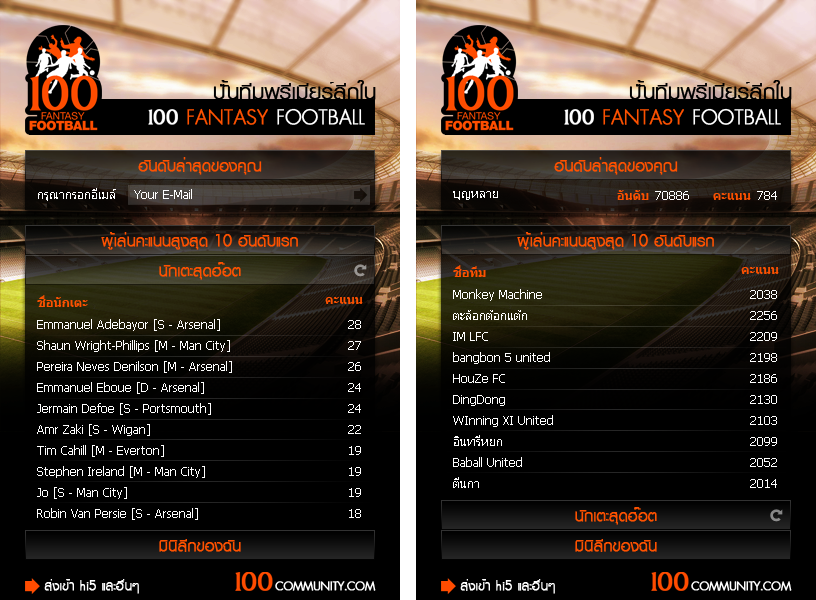 100
FANTASY
FOOTBALL
ปั้นทีมพรีเมียร์ลีกใน
100 FANTASY FOOTBALL
อันดับล่าสุดของคุณ
กรุณากรอกอีเมล์ Your E-Mail
ผู้เล่นคะแนนสูงสุด 10 อันดับแรก
นักเตะสุดฮ๊อต
ชื่อนักเตะ คะแนน
Emmanuel Adebayor [S - Arsenal] 28
Shaun Wright-Phillips [M - Man City] 27
Pereira Neves Denilson [M - Arsenal] 26
Emmanuel Eboue [D - Arsenal] 24
Jermain Defoe [S - Portsmouth] 24
Amr Zaki [S - Wigan] 22
Tim Cahill [M - Everton] 19
Stephen Ireland [M - Man City] 19
Jo [S - Man City] 19
Robin Van Persie [S - Arsenal] 18
มินิลีกของฉัน
ส่งเข้า hi5 และอื่นๆ 100 COMMUNITY.COM
100
FANTASY
FOOTBALL
ปั้นทีมพรีเมียร์ลีกใน
100 FANTASY FOOTBALL
อันดับล่าสุดของคุณ
บุญหลาย อันดับ 70886 คะแนน 784
ผู้เล่นคะแนนสูงสุด 10 อันดับแรก
ชื่อทีม คะแนน
Monkey Machine 2038
ตะล๊อกต๊อกแต๊ก 2256
IM LFC 2209
bangbon 5 united 2198
HouZe FC 2186
DingDong 2130
WInning XI United 2103
อินทรีหยก 2099
Baball United 2052
ตีนกา 2014
นักเตะสุดฮ๊อต
มินิลีกของฉัน
ส่งเข้า hi5 และอื่นๆ 100 COMMUNITY.COM